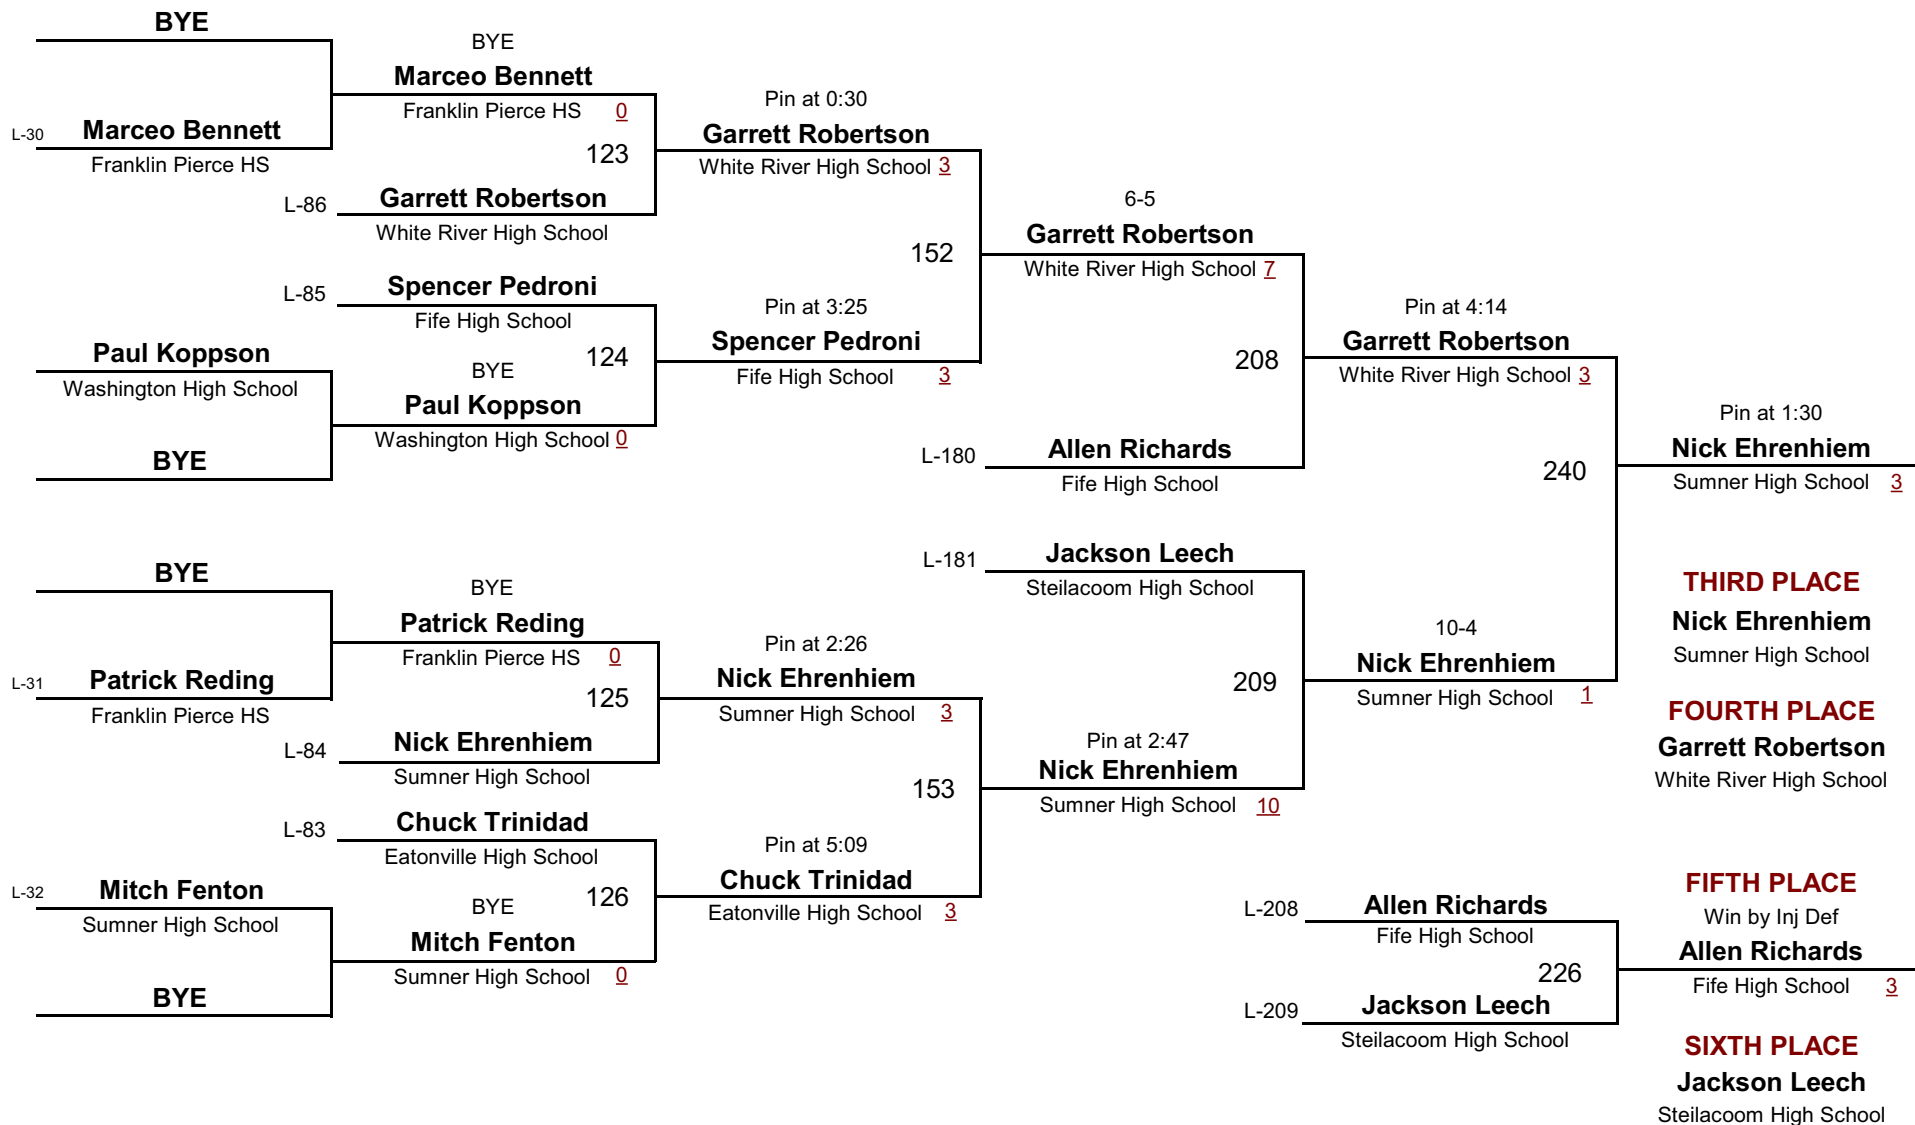 BYE
L-30 Marceo Bennett
Franklin Pierce HS
Paul Koppson
Washington High School
BYE
BYE
L-31 Patrick Reding
Franklin Pierce HS
L-32 Mitch Fenton
Sumner High School
BYE
BYE
Marceo Bennett
Franklin Pierce HS 0
123
L-86 Garrett Robertson
White River High School
L-85 Spencer Pedroni
Fife High School
124
BYE
Paul Koppson
Washington High School 0
BYE
Patrick Reding
Franklin Pierce HS 0
125
L-84 Nick Ehrenhiem
Sumner High School
L-83 Chuck Trinidad
Eatonville High School
126
BYE
Mitch Fenton
Sumner High School 0
Pin at 0:30
Garrett Robertson
White River High School 3
152
Pin at 3:25
Spencer Pedroni
Fife High School 3
Pin at 2:26
Nick Ehrenhiem
Sumner High School 3
153
Pin at 5:09
Chuck Trinidad
Eatonville High School 3
6-5
Garrett Robertson
White River High School 7
208
L-180 Allen Richards
Fife High School
L-181 Jackson Leech
Steilacoom High School
209
Pin at 2:47
Nick Ehrenhiem
Sumner High School 10
Pin at 4:14
Garrett Robertson
White River High School 3
240
10-4
Nick Ehrenhiem
Sumner High School 1
Pin at 1:30
Nick Ehrenhiem
Sumner High School 3
THIRD PLACE
Nick Ehrenhiem
Sumner High School
FOURTH PLACE
Garrett Robertson
White River High School
L-208 Allen Richards
Fife High School
226
L-209 Jackson Leech
Steilacoom High School
FIFTH PLACE
Win by Inj Def
Allen Richards
Fife High School 3
SIXTH PLACE
Jackson Leech
Steilacoom High School